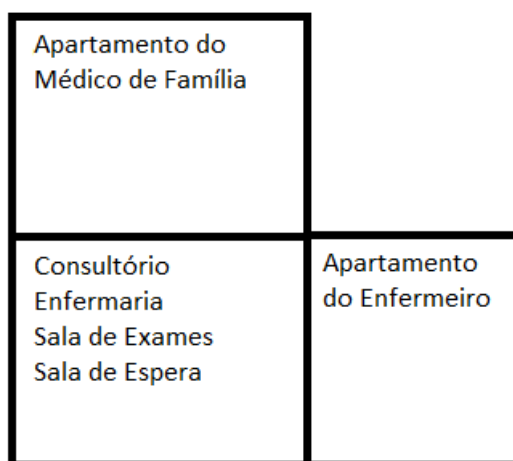 Apartamento do
Médico de Família
Consultório
Enfermaria
Sala de Exames
Sala de Espera
Apartamento
do Enfermeiro